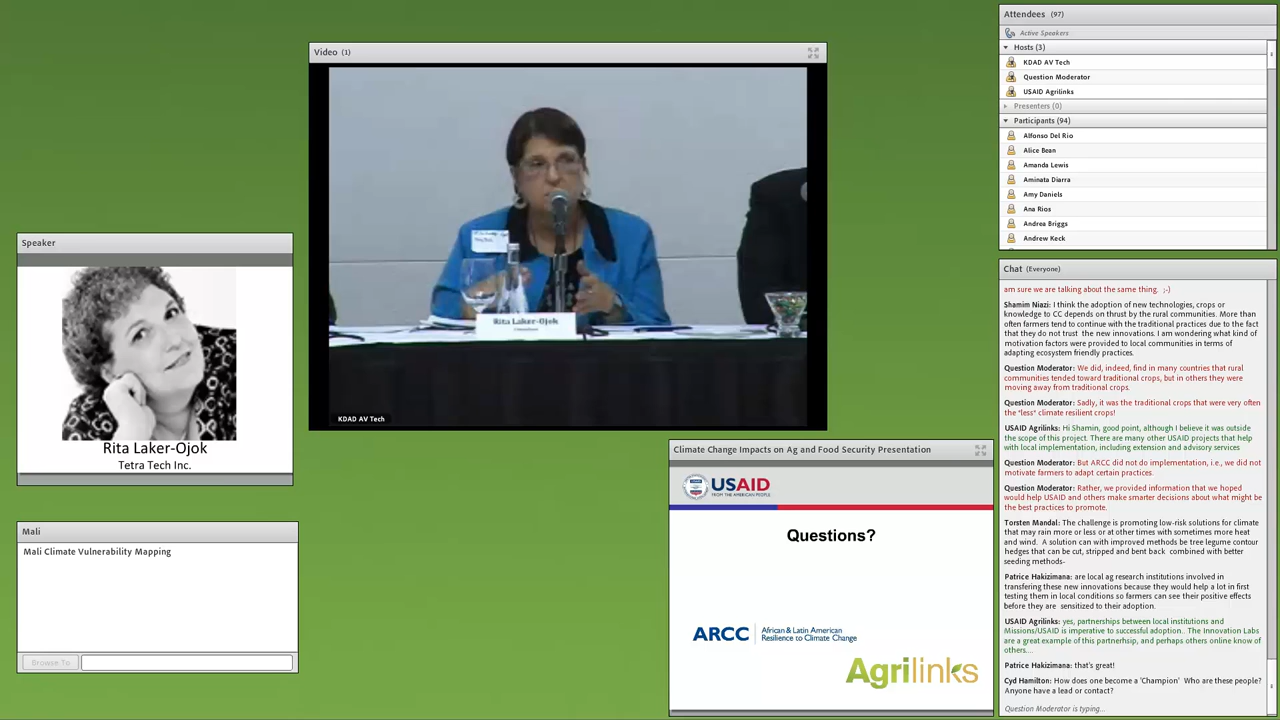 Speaker
Rita Laker-Ojok
Tetra Tech Inc.
Mali
Mali Climate Vulnerability Mapping
Browse To
Video (1)
Rita Laker-Ojok
KDAD AV Tech
Climate Change Impacts on Ag and Food Security Presentation
USAID
FROM THE AMERICAN PEOPLE
Questions?
ARCC
African & Latin American
Resilience to Climate Change
Agrilinks
Attendees (97)
Active Speakers
Hosts (3)
KDAD AV Tech
Question Moderator
USAID Agrilinks
Presenters (0)
Participants (94)
Alfonso Del Rio
Alice Bean
Amanda Lewis
Aminata Diarra
Amy Daniels
Ana Rios
Andrea Briggs
Andrew Keck
Chat (Everyone)
am sure we are talking about the same thing. ;-)
Shamim Niazi: I think the adoption of new technologies, crops or
knowledge to CC depends on thrust by the rural communities. More than
often farmers tend to continue with the traditional practices due to the fact
that they do not trust the new innovations. I am wondering what kind of
motivation factors were provided to local communities in terms of
adapting ecosystem friendly practices.
Question Moderator: We did, indeed, find in many countries that rural
communities tended toward traditional crops, but in others they were
moving away from traditional crops.
Question Moderator: Sadly, it was the traditional crops that were very often
the "less" climate resilient crops!
USAID Agrilinks: Hi Shamin, good point, although I believe it was outside
the scope of this project. There are many other USAID projects that help
with local implementation, including extension and advisory services
Question Moderator: But ARCC did not do implementation, i.e., we did not
motivate farmers to adapt certain practices.
Question Moderator: Rather, we provided information that we hoped
would help USAID and others make smarter decisions about what might be
the best practices to promote.
Torsten Mandal: The challenge is promoting low-risk solutions for climate
that may rain more or less or at other times with sometimes more heat
and wind. A solution can with improved methods be tree legume contour
hedges that can be cut, stripped and bent back combined with better
seeding methods-
Patrice Hakizimana: are local ag research institutions involved in
transfering these new innovations because they would help a lot in first
testing them in local conditions so farmers can see their positive effects
before they are sensitized to their adoption.
USAID Agrilinks: yes, partnerships between local institutions and
Missions/USAID is imperative to successful adoption.. The Innovation Labs
are a great example of this partnerhsip, and perhaps others online know of
others....
Patrice Hakizimana: that's great!
Cyd Hamilton: How does one become a 'Champion' Who are these people?
Anyone have a lead or contact?
Question Moderator is typing...